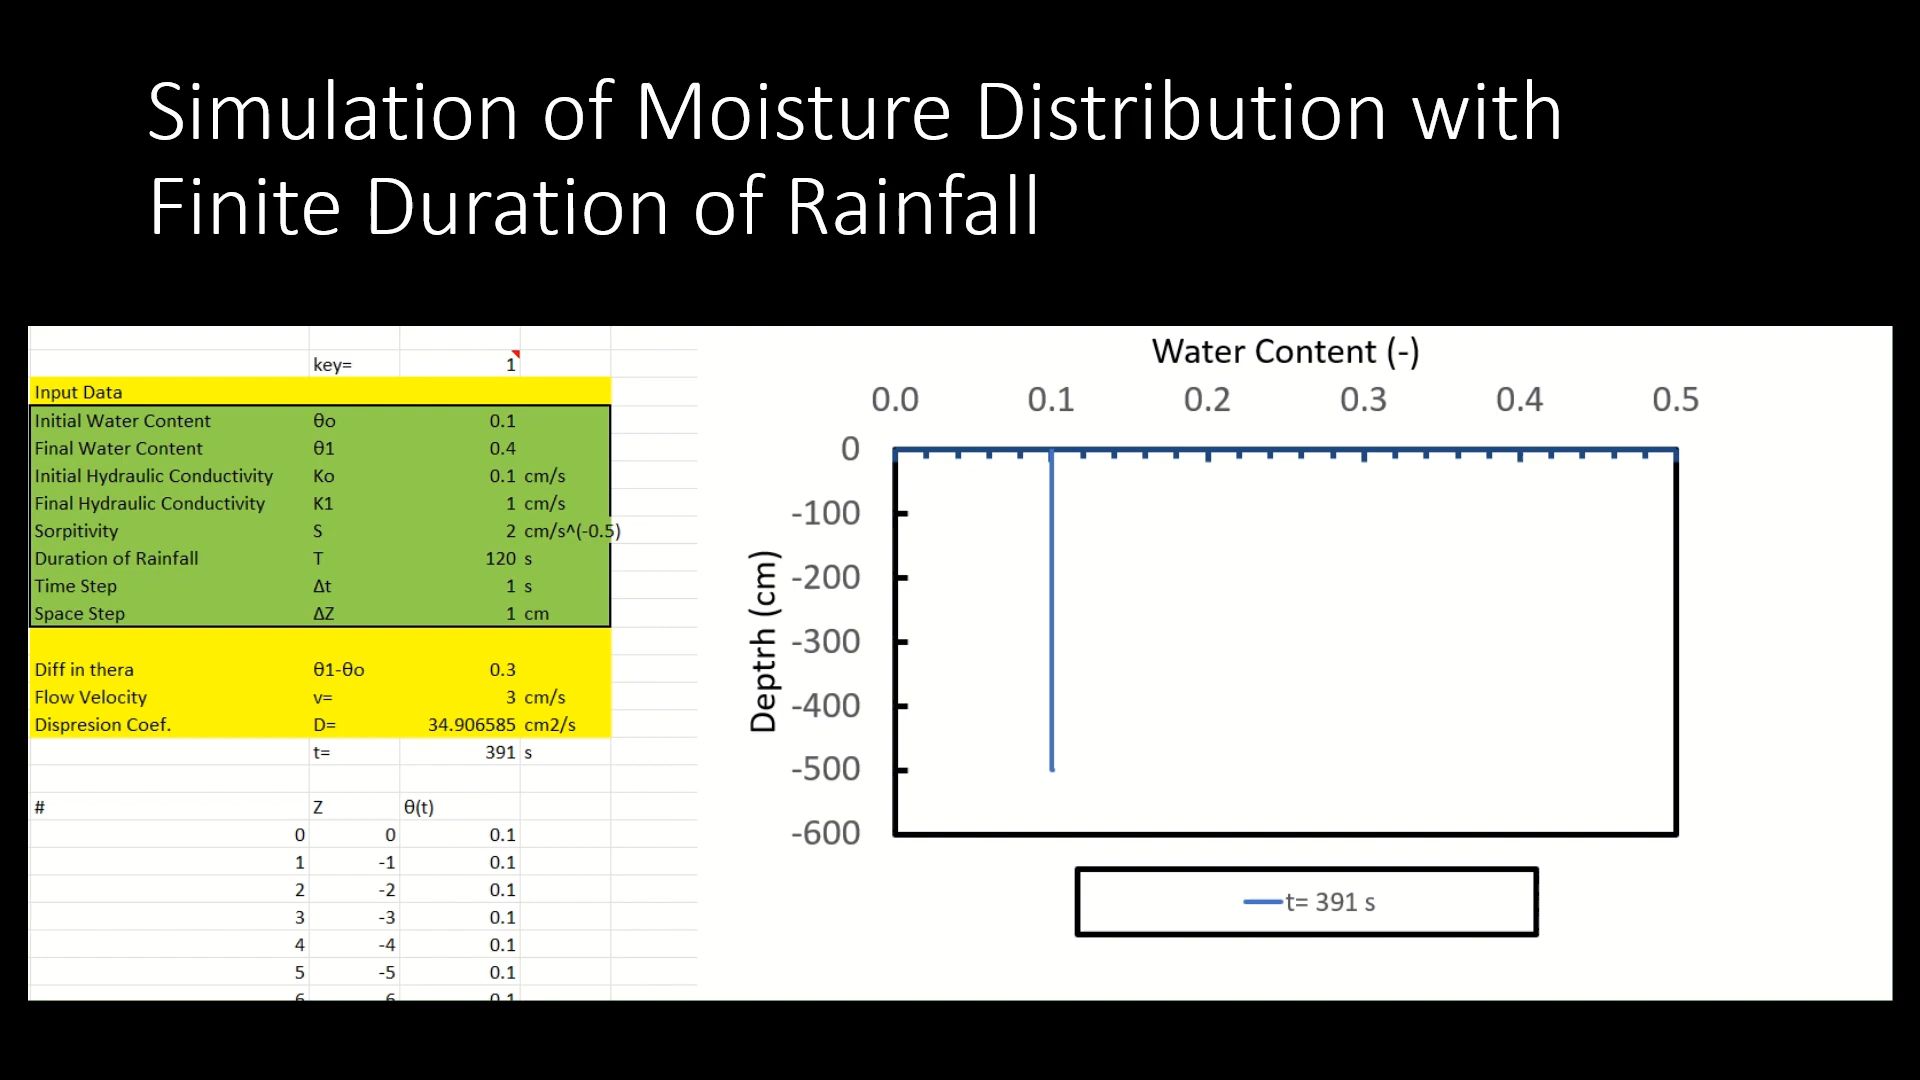 Simulation of Moisture Distribution with
Finite Duration of Rainfall
key= 1
Input Data
Initial Water Content θo 0.1
Final Water Content θ1 0.4
Initial Hydraulic Conductivity Ko 0.1 cm/s
Final Hydraulic Conductivity K1 1 cm/s
Sorpitivity S 2 cm/s^(-0.5)
Duration of Rainfall T 120 s
Time Step Δt 1 s
Space Step ΔZ 1 cm
Diff in thera θ1-θo 0.3
Flow Velocity v= 3 cm/s
Dispresion Coef. D= 34.906585 cm2/s
t= 391 s
# Z θ(t)
0 0 0.1
1 -1 0.1
2 -2 0.1
3 -3 0.1
4 -4 0.1
5 -5 0.1
6 -6 0.1
Water Content (-)
0.0 0.1 0.2 0.3 0.4 0.5
Deptrh (cm)
0
-100
-200
-300
-400
-500
-600
t= 391 s